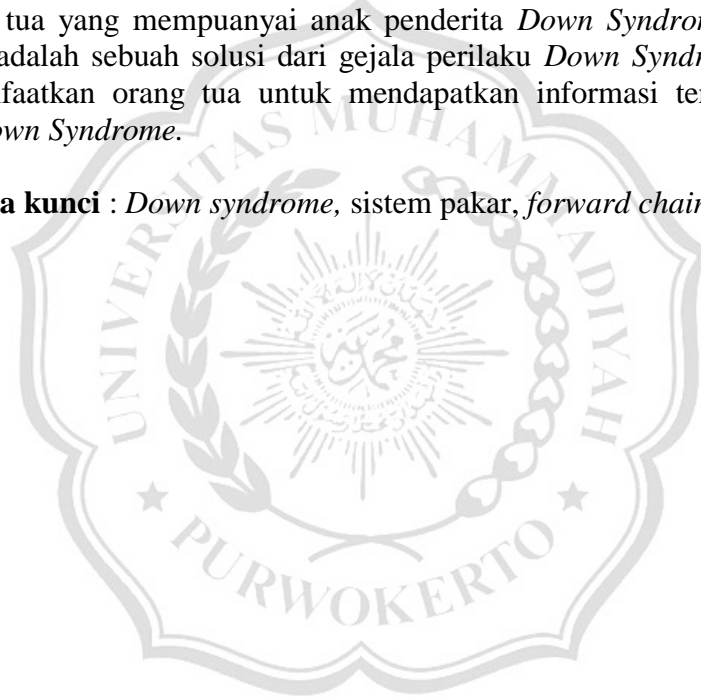 tua yang mempuanyai anak penderita Down Syndrom
adalah sebuah solusi dari gejala perilaku Down Synd
faatkan orang tua untuk mendapatkan informasi te
own Syndrome.
a kunci : Down syndrome, sistem pakar, forward chai
UNIVERSITAS MUHAMMADIYAH
PURWOKERTO